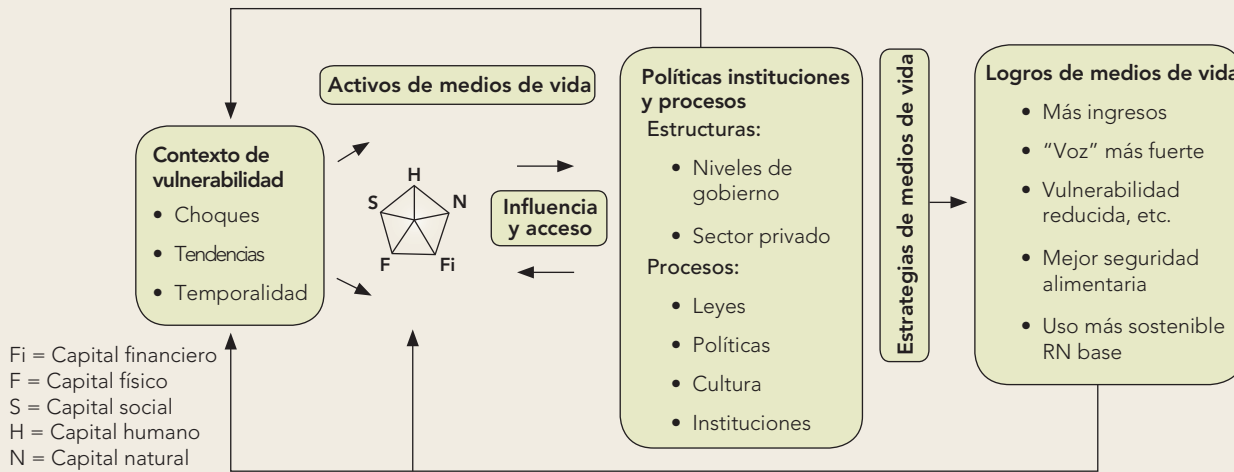 Contexto de
vulnerabilidad
• Choques
• Tendencias
• Temporalidad
Activos de medios de vida
H
S
N
F
Fi
Influencia
y acceso
Políticas instituciones
y procesos
Estructuras:
• Niveles de
gobierno
• Sector privado
Procesos:
• Leyes
• Políticas
• Cultura
• Instituciones
Estrategias de medios de vida
Logros de medios de vida
• Más ingresos
• “Voz” más fuerte
• Vulnerabilidad
reducida, etc.
• Mejor seguridad
alimentaria
• Uso más sostenible
RN base
Fi = Capital financiero
F = Capital físico
S = Capital social
H = Capital humano
N = Capital natural